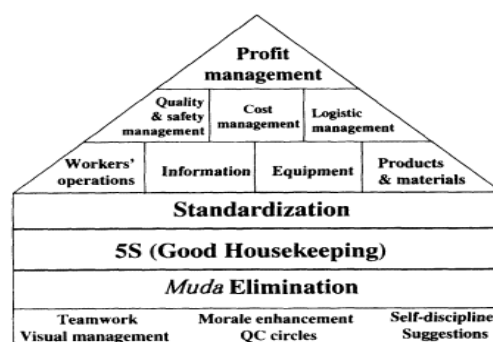 Profit
management
Quality
& safety
management
Cost
management
Logistic
management
Workers'
operations
Information
Equipment
Products
& materials
Standardization
5S (Good Housekeeping)
Muda Elimination
Teamwork Morale enhancement Self-discipline
Visual management QC circles Suggestions